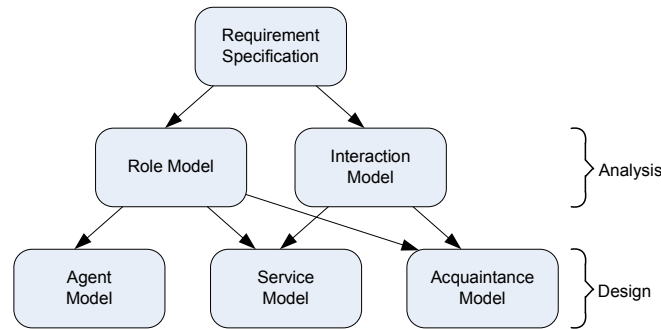 Requirement
Specification
Role Model
Interaction
Model
Analysis
Agent
Model
Service
Model
Acquaintance
Model
Design